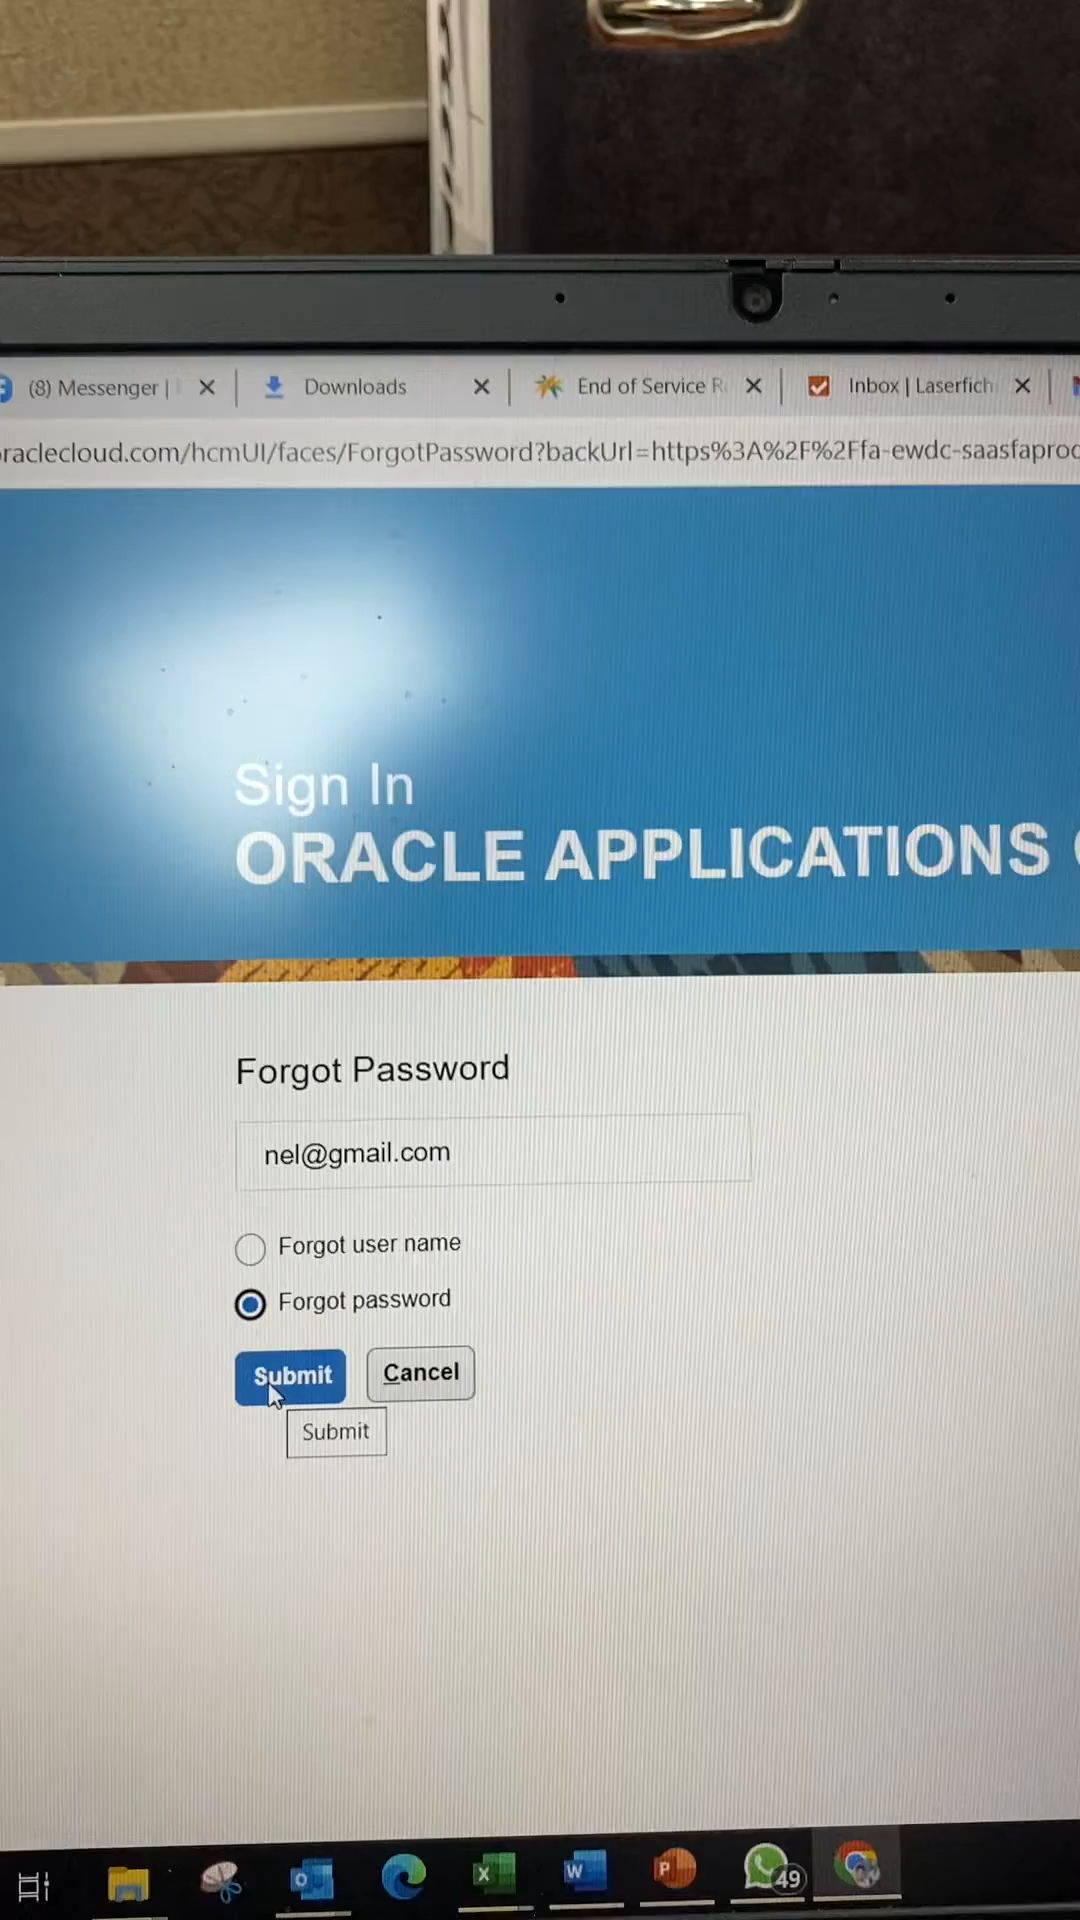 (8) Messenger |
Downloads
End of Service R
Inbox | Laserfich
raclecloud.com/hcmUI/faces/ForgotPassword?backUrl=https%3A%2F%2Ffa-ewdc-saasfaproc
Sign In
ORACLE APPLICATIONS
Forgot Password
nel@gmail.com
Forgot user name
Forgot password
Submit
Cancel
Submit
49